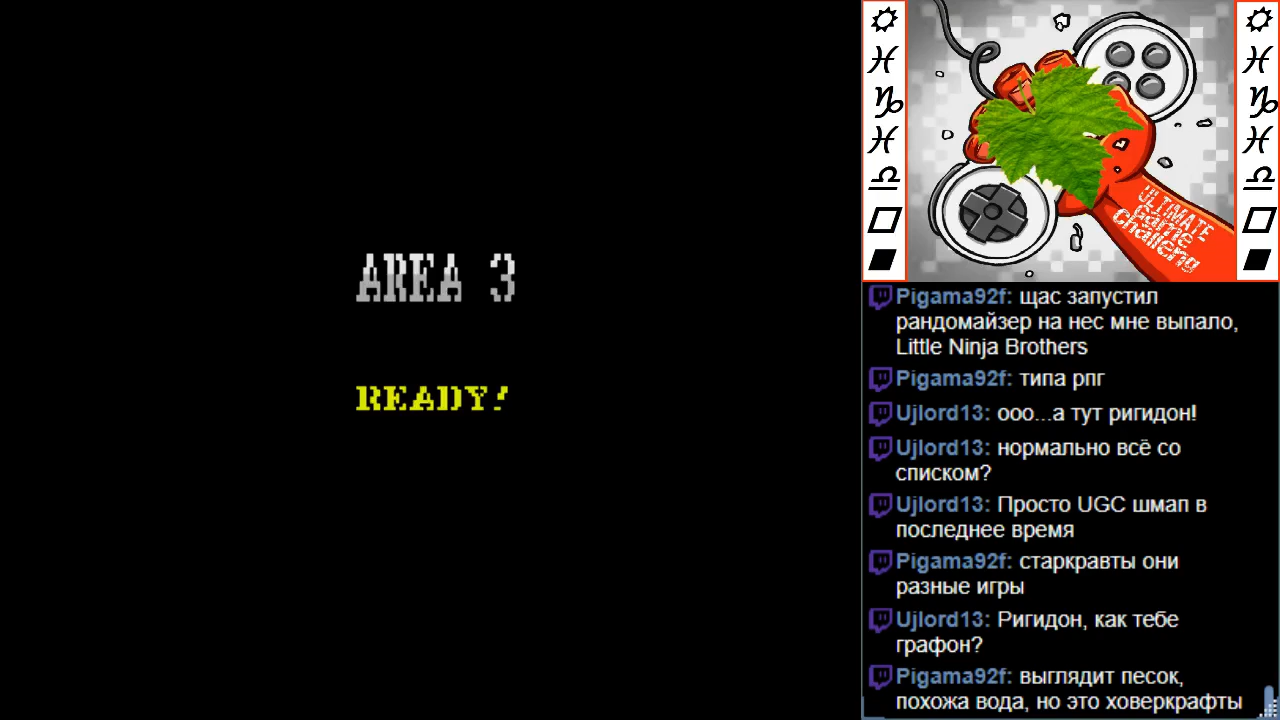 AREA 3
READY!
ULTIMATE
Game
Challeng
Pigama92f: щас запустил
рандомайзер на нес мне выпало,
Little Ninja Brothers
Pigama92f: типа рпг
Ujlord13: ооо...а тут ригидон!
Ujlord13: нормально всё со
списком?
Ujlord13: Просто UGC шмап в
последнее время
Pigama92f: старкравты они
разные игры
Ujlord13: Ригидон, как тебе
графон?
Pigama92f: выглядит песок,
похожа вода, но это ховеркрафты